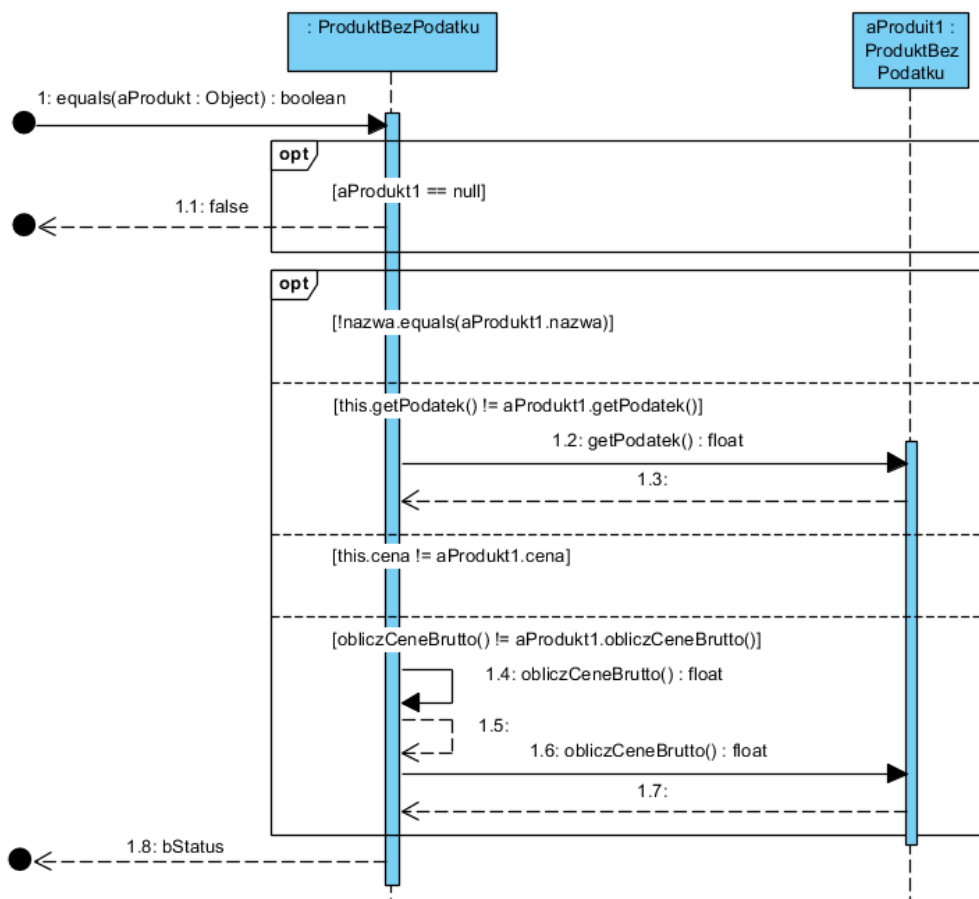 : ProduktBezPodatku
aProduit1 :
ProduktBez
Podatku
1: equals(aProdukt : Object) : boolean
opt
[aProdukt1 == null]
1.1: false
opt
[!nazwa.equals(aProdukt1.nazwa)]
[this.getPodatek() != aProdukt1.getPodatek()]
1.2: getPodatek() : float
1.3:
[this.cena != aProdukt1.cena]
[obliczCeneBrutto() != aProdukt1.obliczCeneBrutto()]
1.4: obliczCeneBrutto() : float
1.5:
1.6: obliczCeneBrutto() : float
1.7:
1.8: bStatus